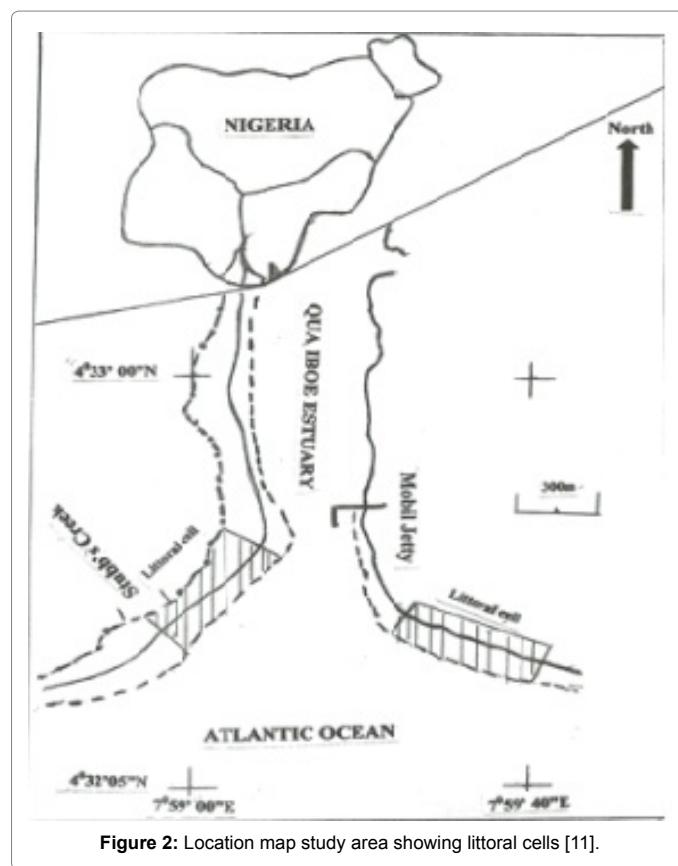 NIGERIA
North
QUA IBOE ESTUARY
4°33' 00"N
300m
Mobil Jetty
Stubb's Creek
Littoral cell
Littoral cell
ATLANTIC OCEAN
4°32'05"N
7°59' 00"E
7°59' 40"E
Figure 2: Location map study area showing littoral cells [11].